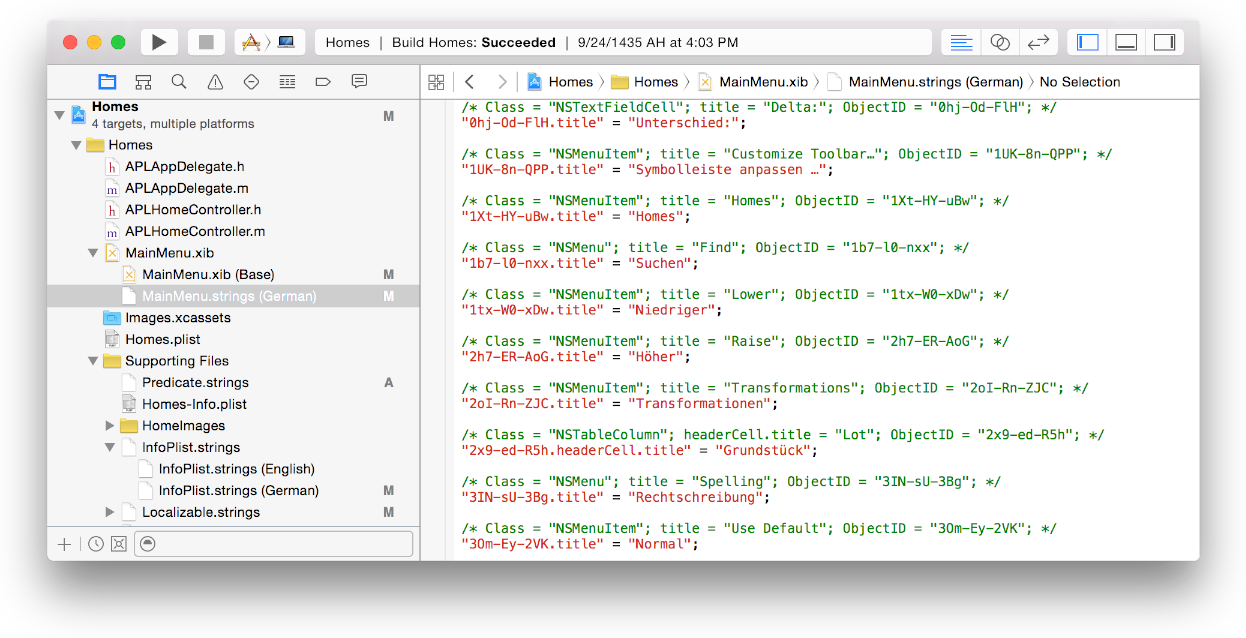 Homes | Build Homes: Succeeded | 9/24/1435 AH at 4:03 PM
Homes
4 targets, multiple platforms M
Homes
h APLAppDelegate.h
m APLAppDelegate.m
h APLHomeController.h
m APLHomeController.m
MainMenu.xib
MainMenu.xib (Base) M
MainMenu.strings (German) M
Images.xcassets
Homes.plist
Supporting Files
Predicate.strings A
Homes-Info.plist
HomeImages
InfoPlist.strings
InfoPlist.strings (English)
InfoPlist.strings (German) M
Localizable.strings M
Homes 〉 Homes 〉 MainMenu.xib 〉 MainMenu.strings (German) 〉 No Selection
/* Class = "NSTextFieldCell"; title = "Delta:"; ObjectID = "0hj-Od-FlH"; */
"0hj-Od-FlH.title" = "Unterschied:";
/* Class = "NSMenuItem"; title = "Customize Toolbar…"; ObjectID = "1UK-8n-QPP"; */
"1UK-8n-QPP.title" = "Symbolleiste anpassen …";
/* Class = "NSMenuItem"; title = "Homes"; ObjectID = "1Xt-HY-uBw"; */
"1Xt-HY-uBw.title" = "Homes";
/* Class = "NSMenu"; title = "Find"; ObjectID = "1b7-l0-nxx"; */
"1b7-l0-nxx.title" = "Suchen";
/* Class = "NSMenuItem"; title = "Lower"; ObjectID = "1tx-W0-xDw"; */
"1tx-W0-xDw.title" = "Niedriger";
/* Class = "NSMenuItem"; title = "Raise"; ObjectID = "2h7-ER-AoG"; */
"2h7-ER-AoG.title" = "Höher";
/* Class = "NSMenuItem"; title = "Transformations"; ObjectID = "2oI-Rn-ZJC"; */
"2oI-Rn-ZJC.title" = "Transformationen";
/* Class = "NSTableColumn"; headerCell.title = "Lot"; ObjectID = "2x9-ed-R5h"; */
"2x9-ed-R5h.headerCell.title" = "Grundstück";
/* Class = "NSMenu"; title = "Spelling"; ObjectID = "3IN-sU-3Bg"; */
"3IN-sU-3Bg.title" = "Rechtschreibung";
/* Class = "NSMenuItem"; title = "Use Default"; ObjectID = "3Om-Ey-2VK"; */
"3Om-Ey-2VK.title" = "Normal";